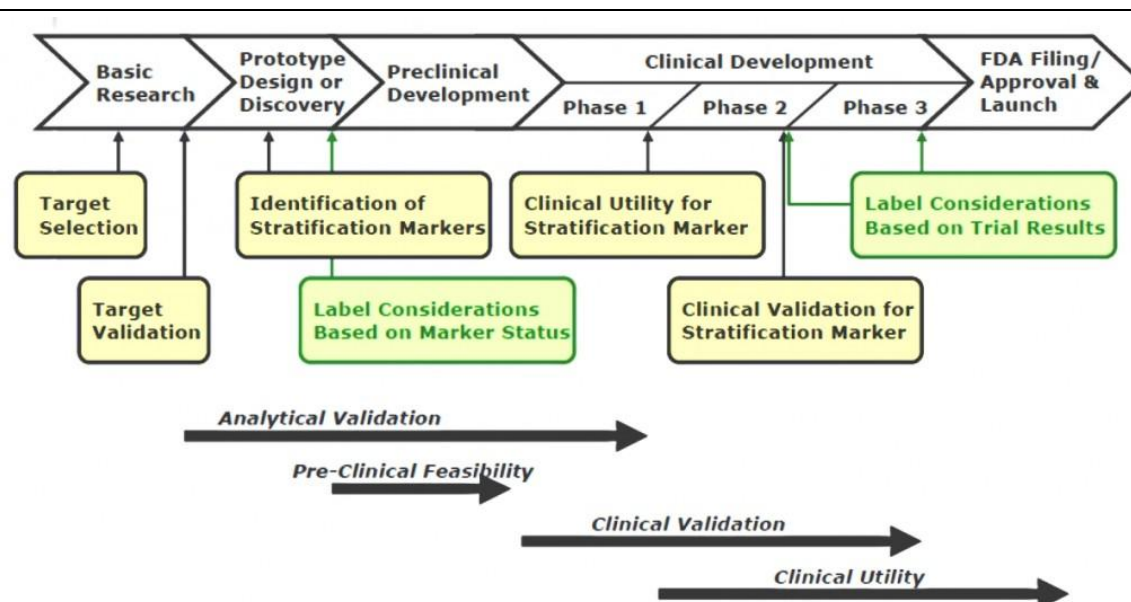 Basic
Research
Prototype
Design or
Discovery
Preclinical
Development
Clinical Development
Phase 1
Phase 2
Phase 3
FDA Filing/
Approval &
Launch
Target
Selection
Identification of
Stratification Markers
Clinical Utility for
Stratification Marker
Label Considerations
Based on Trial Results
Target
Validation
Label Considerations
Based on Marker Status
Clinical Validation for
Stratification Marker
Analytical Validation
Pre-Clinical Feasibility
Clinical Validation
Clinical Utility